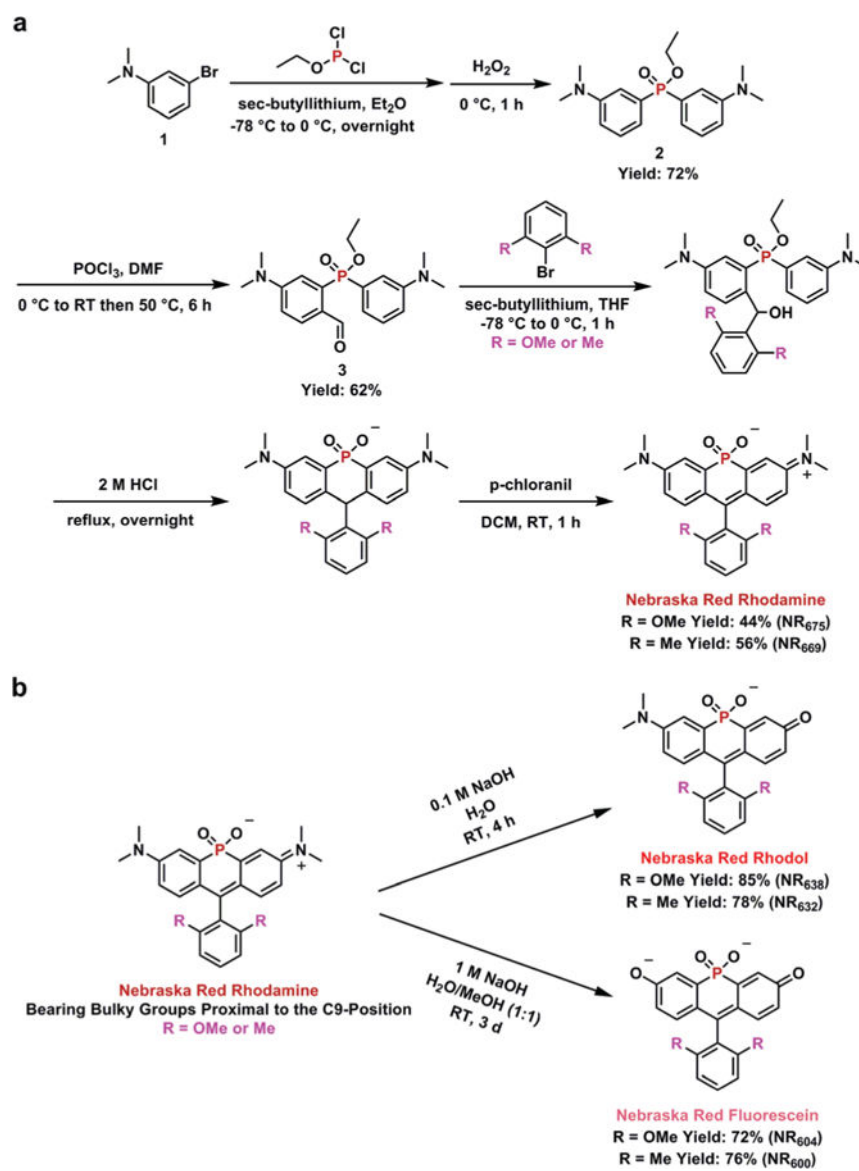 a
N
Br
1
O
P
Cl
Cl
sec-butyllithium, Et₂O
-78 °C to 0 °C, overnight
H₂O₂
0 °C, 1 h
N
O
P
O
N
2
Yield: 72%
POCl₃, DMF
0 °C to RT then 50 °C, 6 h
N
O
P
O
N
O
3
Yield: 62%
R
R
Br
sec-butyllithium, THF
-78 °C to 0 °C, 1 h
R = OMe or Me
N
O
P
O
N
R
OH
R
2 M HCl
reflux, overnight
N
O
P
O
−
N
R
R
p-chloranil
DCM, RT, 1 h
N
O
P
O
−
N
+
R
R
Nebraska Red Rhodamine
R = OMe Yield: 44% (NR₆₇₅)
R = Me Yield: 56% (NR₆₆₉)
b
N
O
P
O
−
N
+
R
R
Nebraska Red Rhodamine
Bearing Bulky Groups Proximal to the C9-Position
R = OMe or Me
0.1 M NaOH
H₂O
RT, 4 h
N
O
P
O
−
O
R
R
Nebraska Red Rhodol
R = OMe Yield: 85% (NR₆₃₈)
R = Me Yield: 78% (NR₆₃₂)
1 M NaOH
H₂O/MeOH (1:1)
RT, 3 d
−
O
O
P
O
−
O
R
R
Nebraska Red Fluorescein
R = OMe Yield: 72% (NR₆₀₄)
R = Me Yield: 76% (NR₆₀₀)